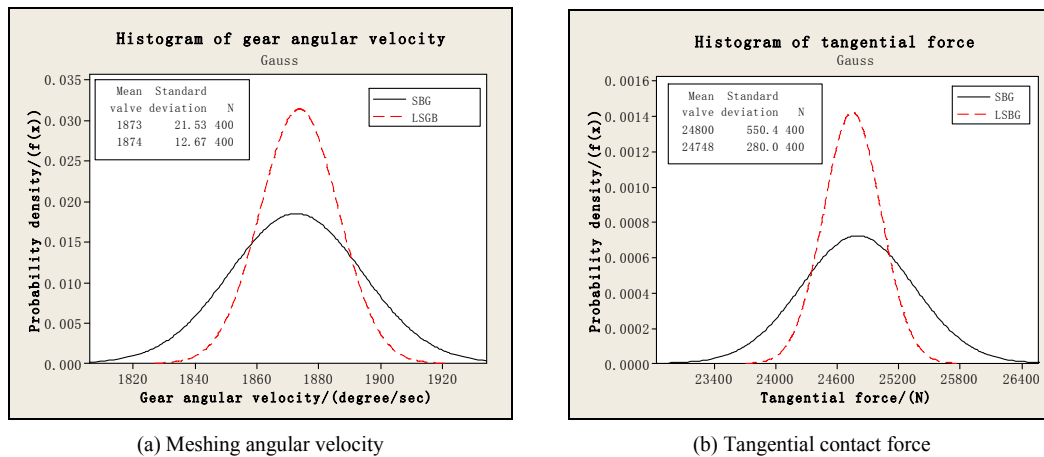 Histogram of gear angular velocity
Gauss
Probability density/(f(x))
0.035
0.030
0.025
0.020
0.015
0.010
0.005
0.000
Mean Standard
valve deviation N
1873 21.53 400
1874 12.67 400
SBG
LSGB
1820 1840 1860 1880 1900 1920
Gear angular velocity/(degree/sec)
(a) Meshing angular velocity
Histogram of tangential force
Gauss
Probability density/(f(x))
0.0016
0.0014
0.0012
0.0010
0.0008
0.0006
0.0004
0.0002
0.0000
Mean Standard
valve deviation N
24800 550.4 400
24748 280.0 400
SBG
LSBG
23400 24000 24600 25200 25800 26400
Tangential force/(N)
(b) Tangential contact force